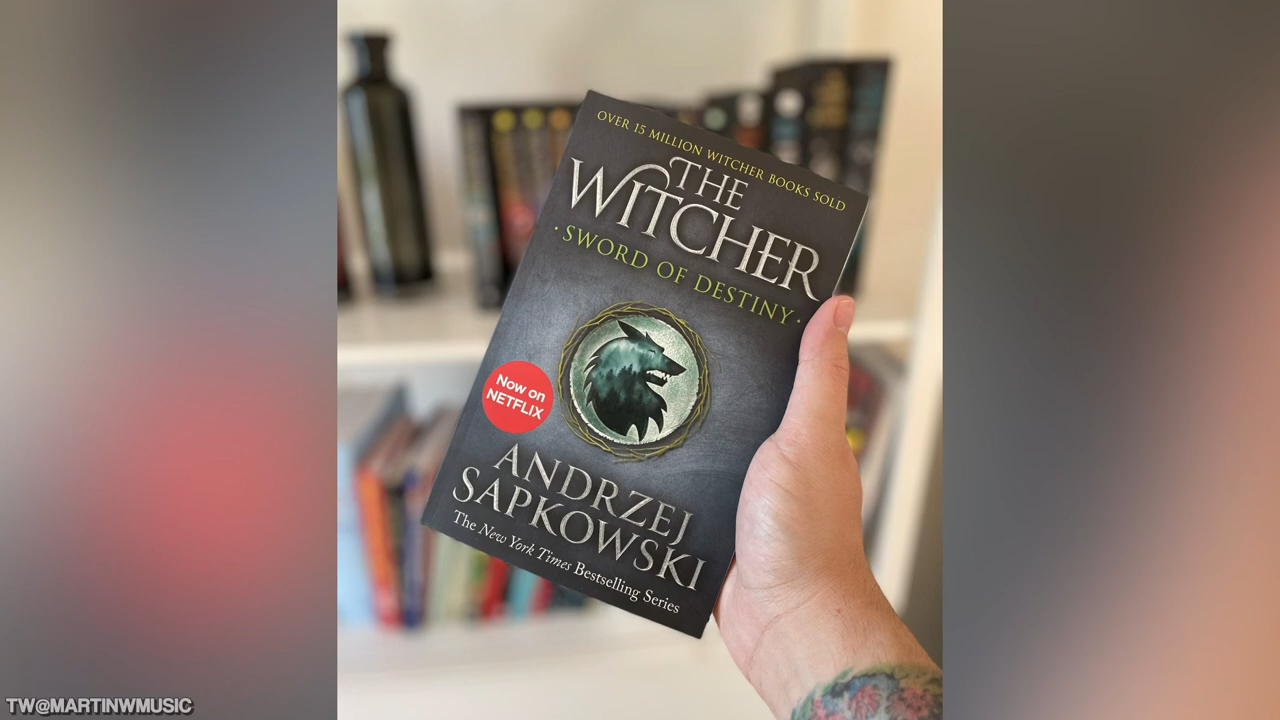 OVER 15 MILLION WITCHER BOOKS SOLD
THE
WITCHER
· SWORD OF DESTINY ·
Now on
NETFLIX
ANDRZEJ
SAPKOWSKI
The New York Times Bestselling Series
TW@MARTINWMUSIC